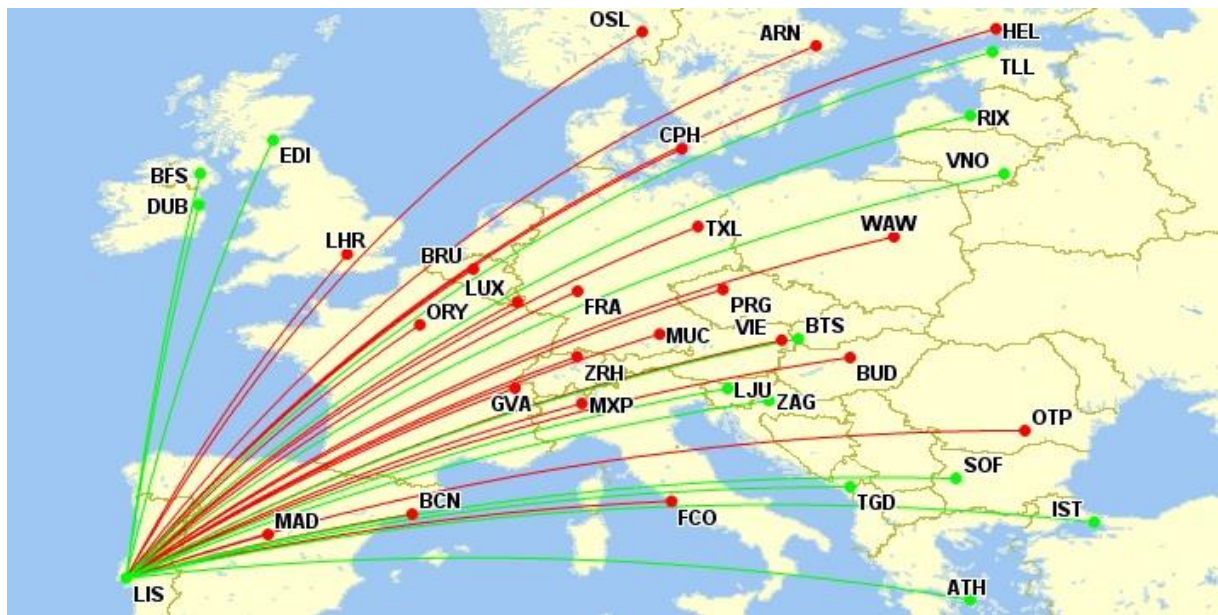 OSL
ARN
HEL
TLL
RIX
CPH
EDI
VNO
BFS
DUB
TXL
WAW
LHR
BRU
LUX
FRA
PRG
ORY
VIE
BTS
MUC
ZRH
BUD
GVA
MXP
LJU
ZAG
OTP
SOF
BCN
TGD
IST
MAD
FCO
LIS
ATH